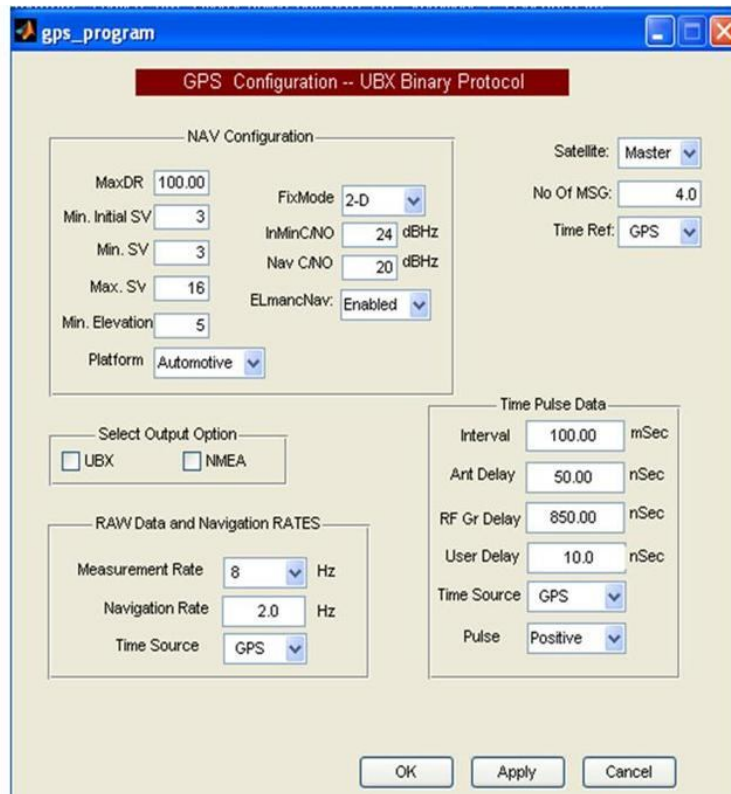 gps_program
GPS Configuration -- UBX Binary Protocol
NAV Configuration
MaxDR 100.00
Min. Initial SV 3
Min. SV 3
Max. SV 16
Min. Elevation 5
Platform Automotive
FixMode 2-D
InMinC/NO 24 dBHz
Nav C/NO 20 dBHz
ELmancNav: Enabled
Satellite: Master
No Of MSG: 4.0
Time Ref: GPS
Select Output Option
UBX NMEA
RAW Data and Navigation RATES
Measurement Rate 8 Hz
Navigation Rate 2.0 Hz
Time Source GPS
Time Pulse Data
Interval 100.00 mSec
Ant Delay 50.00 nSec
RF Gr Delay 850.00 nSec
User Delay 10.0 nSec
Time Source GPS
Pulse Positive
OK Apply Cancel